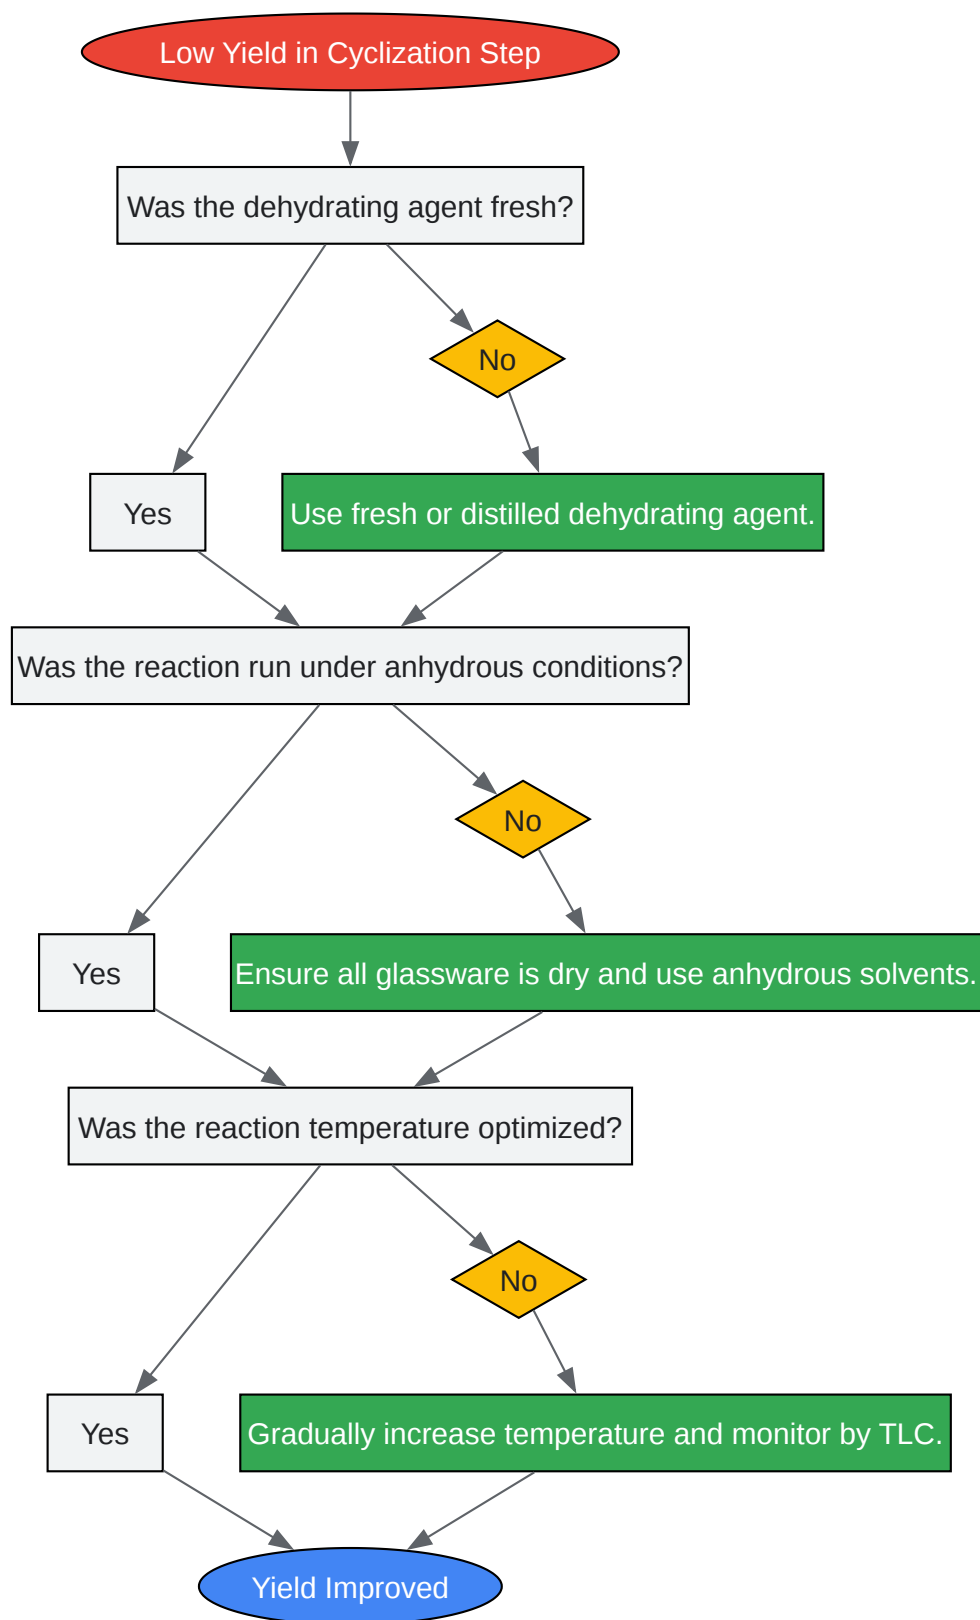 Low Yield in Cyclization Step
Was the dehydrating agent fresh?
No
Yes
Use fresh or distilled dehydrating agent.
Was the reaction run under anhydrous conditions?
No
Yes
Ensure all glassware is dry and use anhydrous solvents.
Was the reaction temperature optimized?
No
Yes
Gradually increase temperature and monitor by TLC.
Yield Improved